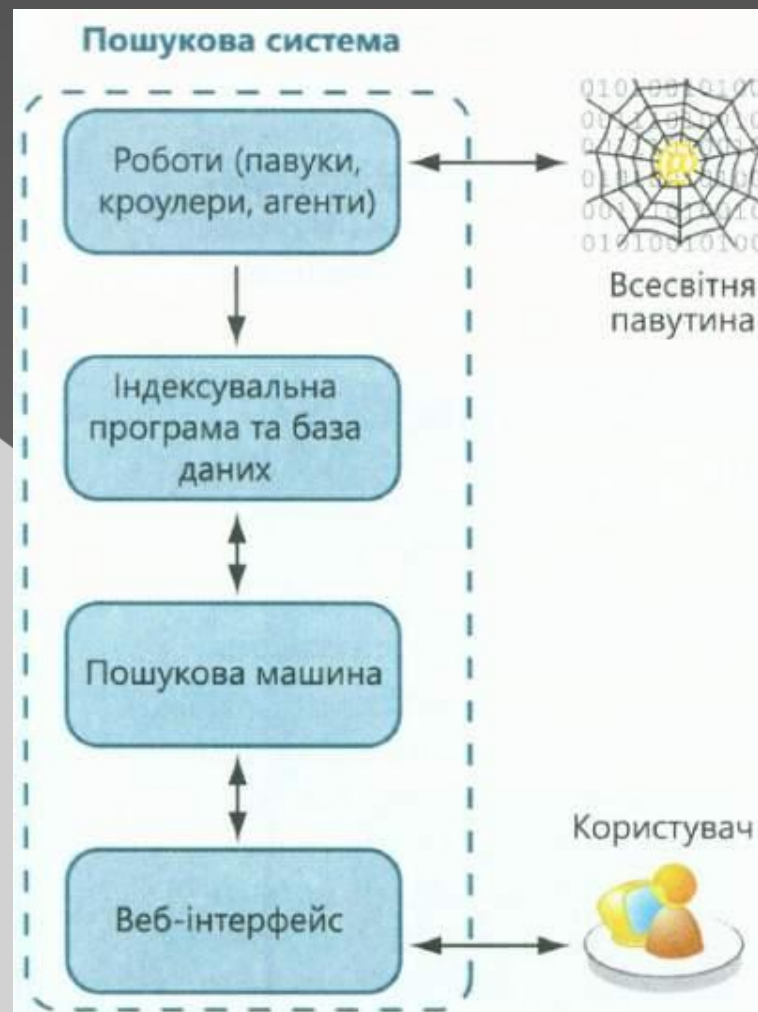 Пошукова система
Роботи (павуки,
кроулери, агенти)
Всесвітня
павутина
Індексувальна
програма та база
даних
Пошукова машина
Користувач
Веб-інтерфейс